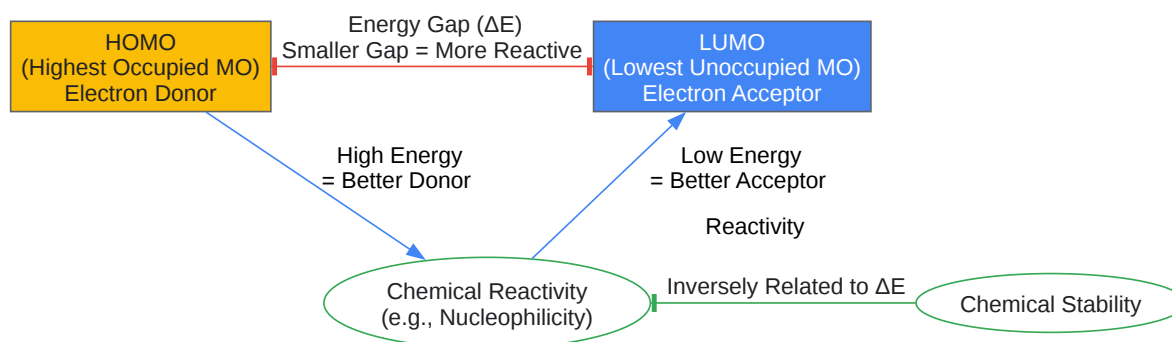 HOMO
(Highest Occupied MO)
Electron Donor
Energy Gap (ΔE)
Smaller Gap = More Reactive
LUMO
(Lowest Unoccupied MO)
Electron Acceptor
High Energy
= Better Donor
Low Energy
= Better Acceptor
Reactivity
Chemical Reactivity
(e.g., Nucleophilicity)
Inversely Related to ΔE
Chemical Stability